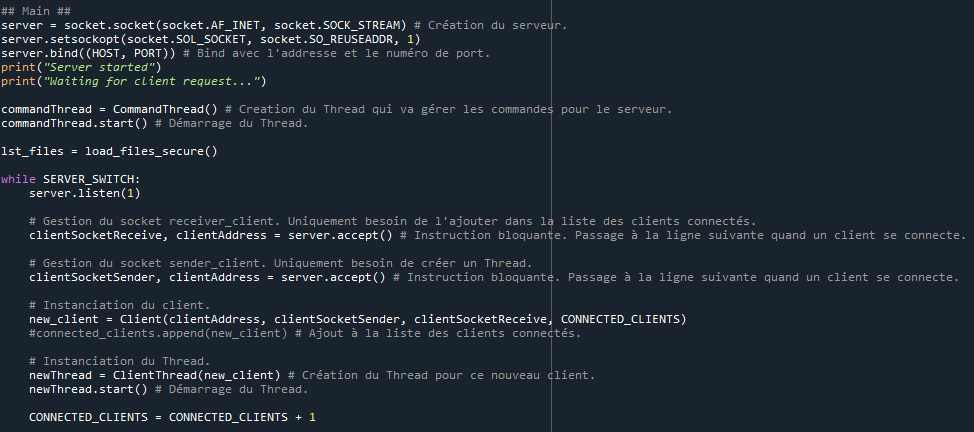 ## Main ##
server = socket.socket(socket.AF_INET, socket.SOCK_STREAM) # Création du serveur.
server.setsockopt(socket.SOL_SOCKET, socket.SO_REUSEADDR, 1)
server.bind((HOST, PORT)) # Bind avec l'addresse et le numéro de port.
print("Server started")
print("Waiting for client request...")
commandThread = CommandThread() # Creation du Thread qui va gérer les commandes pour le serveur.
commandThread.start() # Démarrage du Thread.
lst_files = load_files_secure()
while SERVER_SWITCH:
    server.listen(1)
    # Gestion du socket receiver_client. Uniquement besoin de l'ajouter dans la liste des clients connectés.
    clientSocketReceive, clientAddress = server.accept() # Instruction bloquante. Passage à la ligne suivante quand un client se connecte.
    # Gestion du socket sender_client. Uniquement besoin de créer un Thread.
    clientSocketSender, clientAddress = server.accept() # Instruction bloquante. Passage à la ligne suivante quand un client se connecte.
    # Instanciation du client.
    new_client = Client(clientAddress, clientSocketSender, clientSocketReceive, CONNECTED_CLIENTS)
    #connected_clients.append(new_client) # Ajout à la liste des clients connectés.
    # Instanciation du Thread.
    newThread = ClientThread(new_client) # Création du Thread pour ce nouveau client.
    newThread.start() # Démarrage du Thread.
    CONNECTED_CLIENTS = CONNECTED_CLIENTS + 1